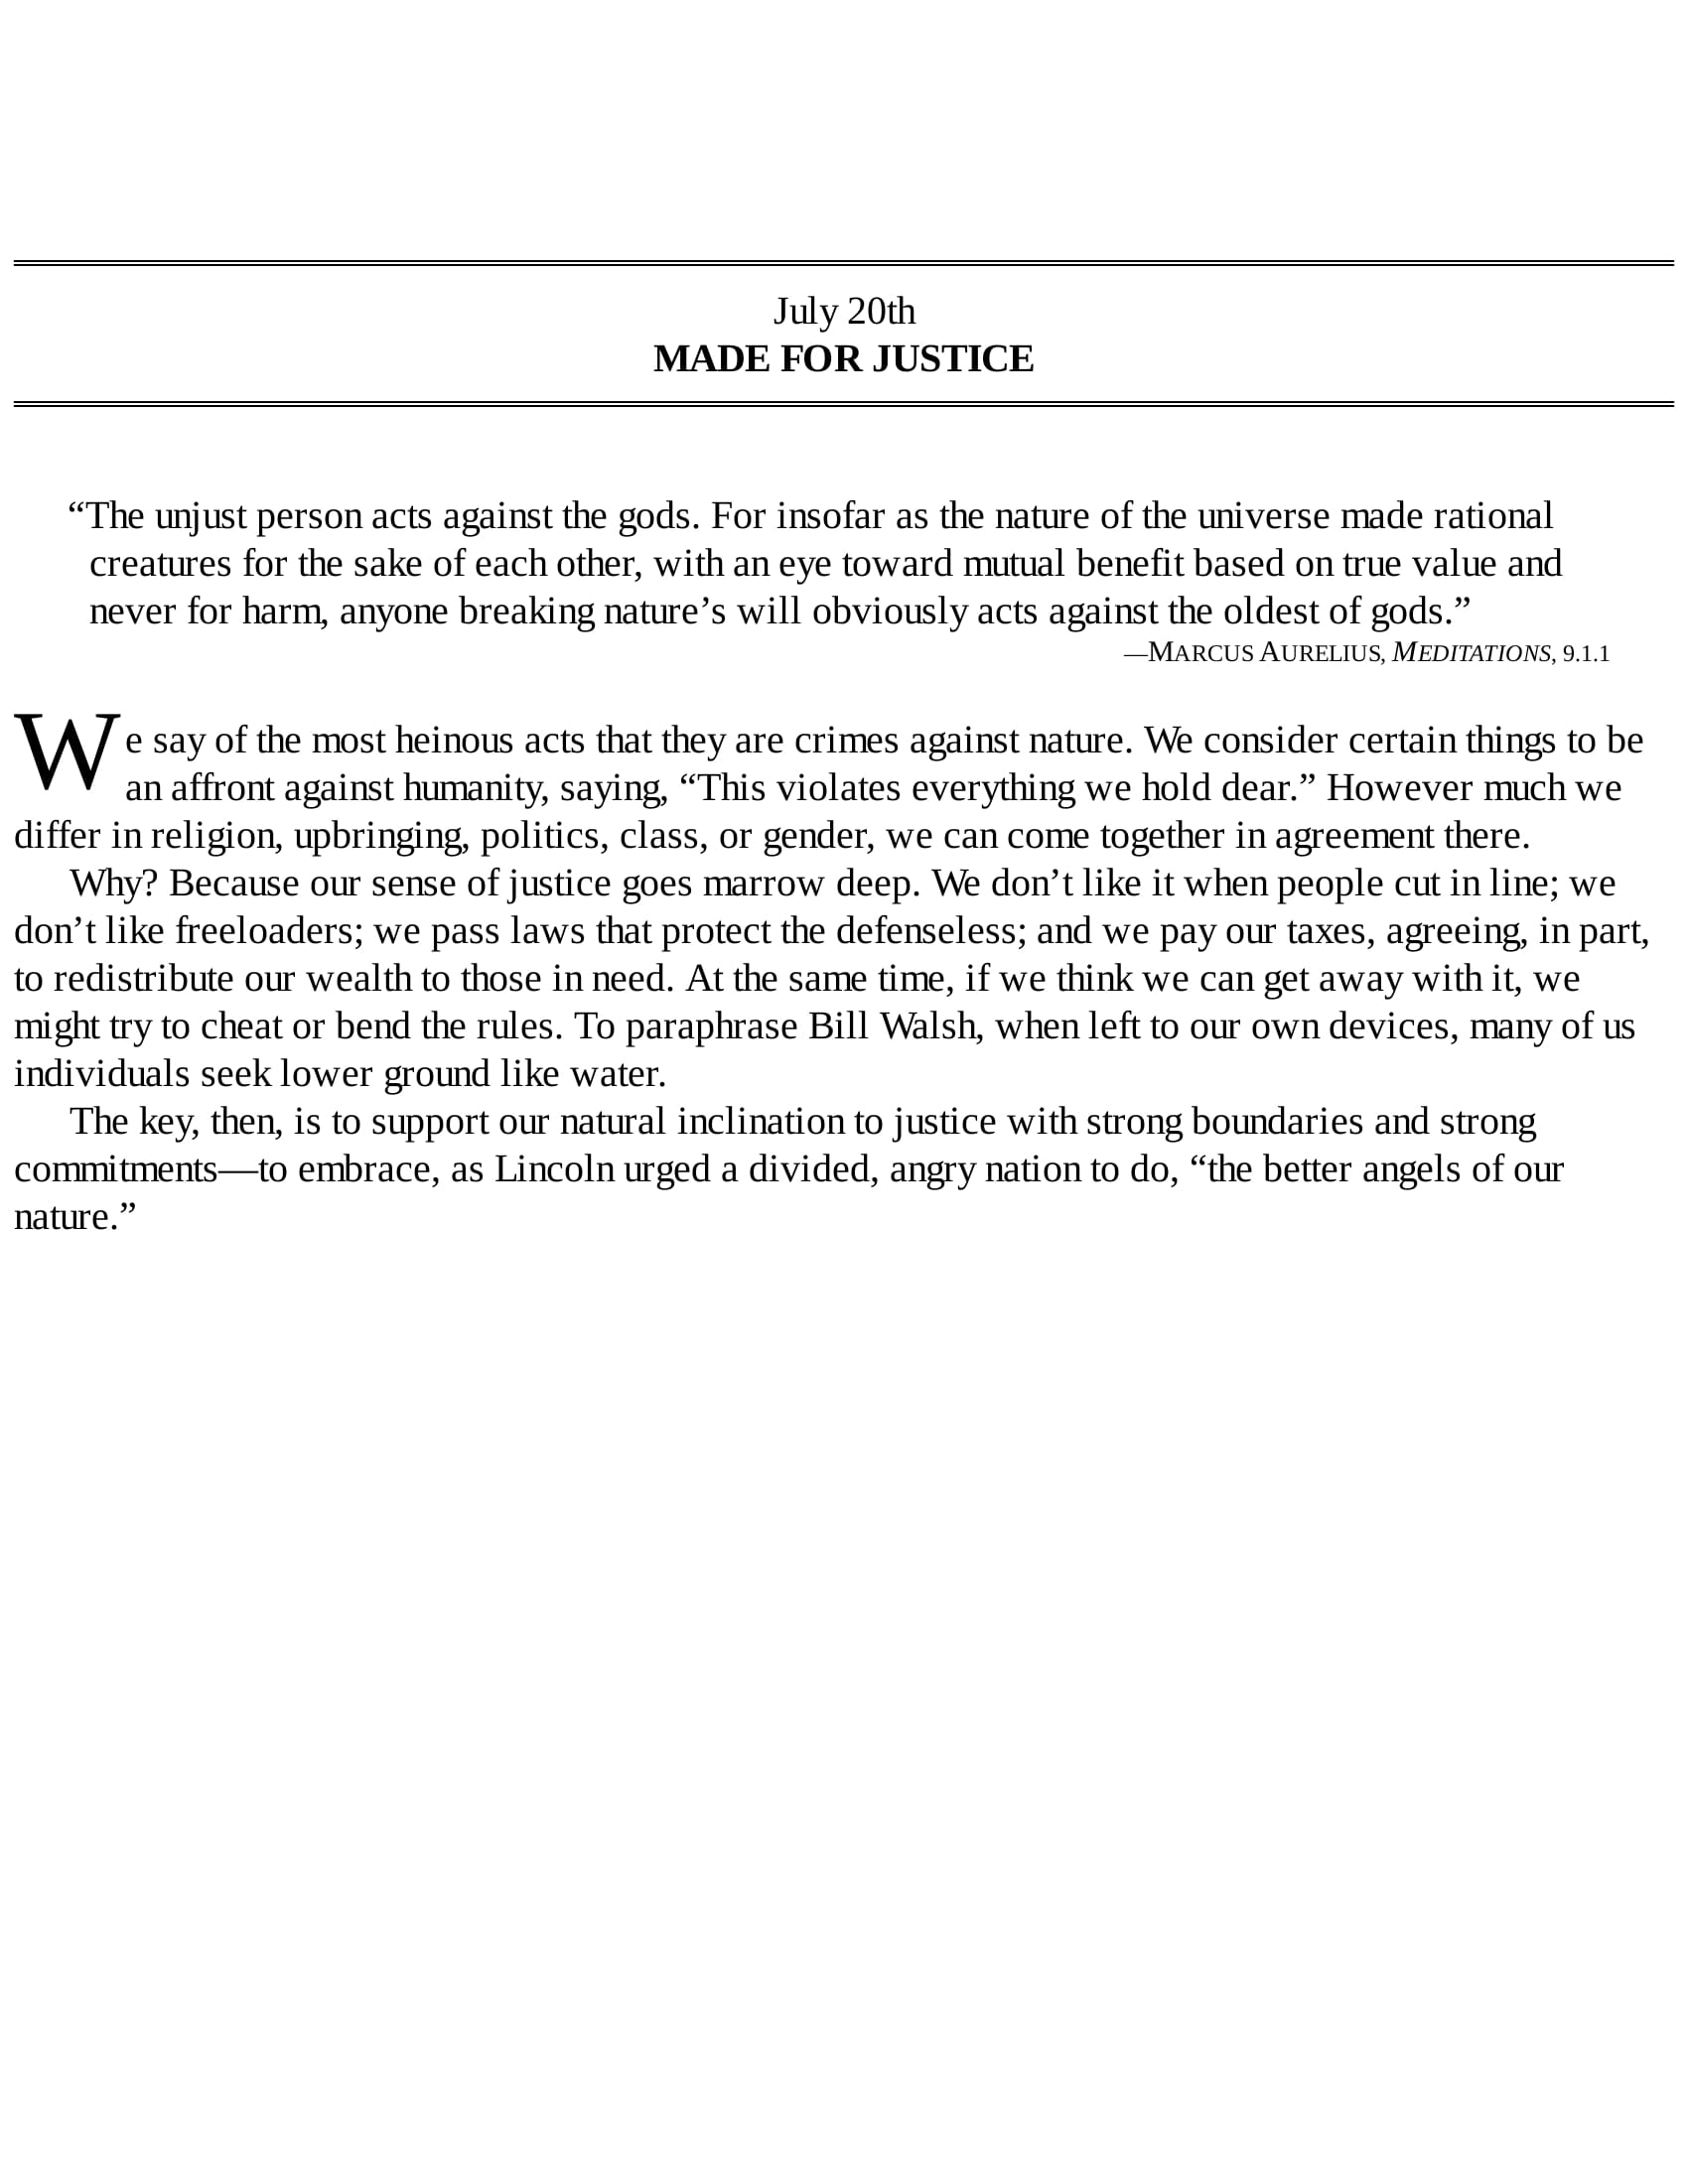 July 20th
MADE FOR JUSTICE
“The unjust person acts against the gods. For insofar as the nature of the universe made rational
creatures for the sake of each other, with an eye toward mutual benefit based on true value and
never for harm, anyone breaking nature’s will obviously acts against the oldest of gods.”
—MARCUS AURELIUS, MEDITATIONS, 9.1.1
We say of the most heinous acts that they are crimes against nature. We consider certain things to be
an affront against humanity, saying, “This violates everything we hold dear.” However much we
differ in religion, upbringing, politics, class, or gender, we can come together in agreement there.
Why? Because our sense of justice goes marrow deep. We don’t like it when people cut in line; we
don’t like freeloaders; we pass laws that protect the defenseless; and we pay our taxes, agreeing, in part,
to redistribute our wealth to those in need. At the same time, if we think we can get away with it, we
might try to cheat or bend the rules. To paraphrase Bill Walsh, when left to our own devices, many of us
individuals seek lower ground like water.
The key, then, is to support our natural inclination to justice with strong boundaries and strong
commitments—to embrace, as Lincoln urged a divided, angry nation to do, “the better angels of our
nature.”